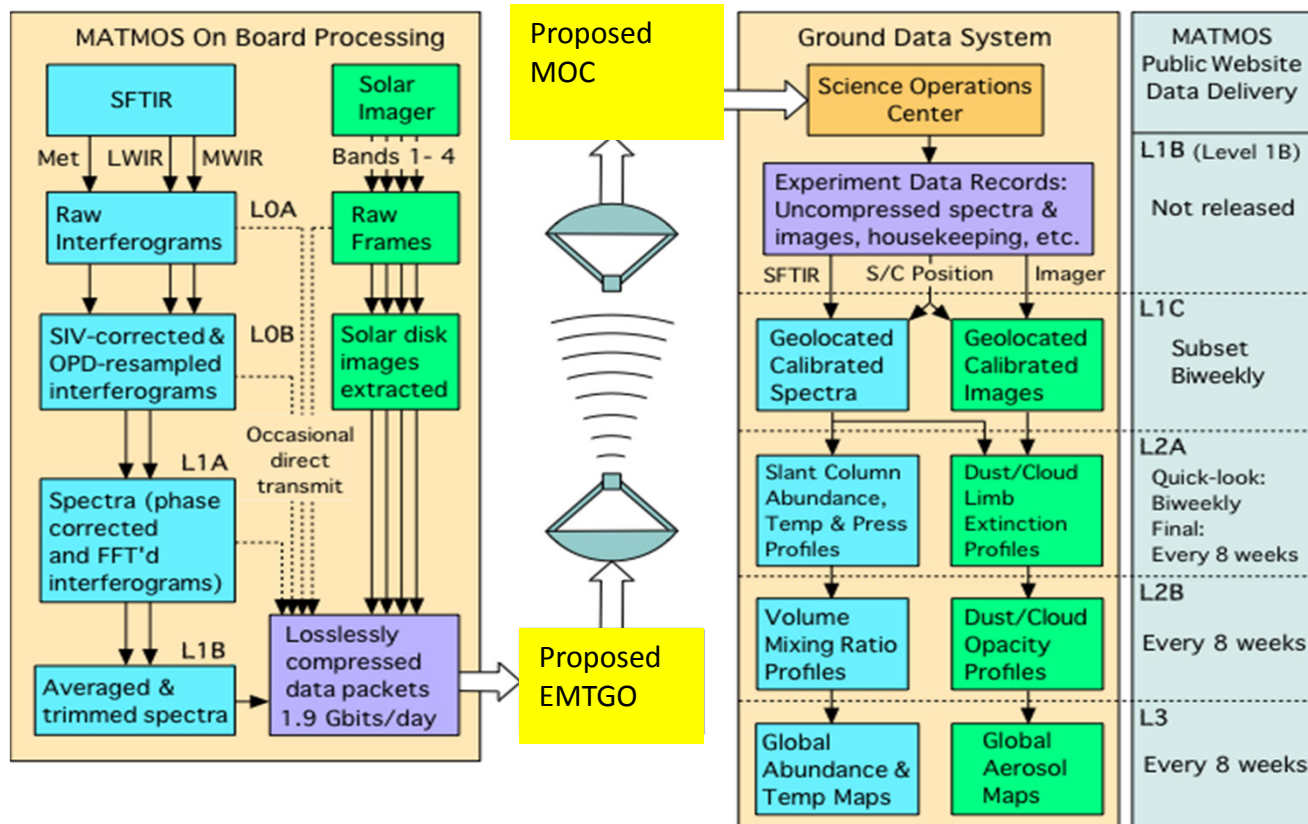 MATMOS On Board Processing
SFTIR
Solar
Imager
Met
LWIR
MWIR
Bands 1- 4
Raw
Interferograms
L0A
Raw
Frames
SIV-corrected &
OPD-resampled
interferograms
L0B
Solar disk
images
extracted
Occasional
direct
transmit
L1A
Spectra (phase
corrected
and FFT'd
interferograms)
L1B
Averaged &
trimmed spectra
Losslessly
compressed
data packets
1.9 Gbits/day
Proposed
MOC
Proposed
EMTGO
Ground Data System
Science Operations
Center
Experiment Data Records:
Uncompressed spectra &
images, housekeeping, etc.
SFTIR
S/C Position
Imager
Geolocated
Calibrated
Spectra
Geolocated
Calibrated
Images
Slant Column
Abundance,
Temp & Press
Profiles
Dust/Cloud
Limb
Extinction
Profiles
Volume
Mixing Ratio
Profiles
Dust/Cloud
Opacity
Profiles
Global
Abundance &
Temp Maps
Global
Aerosol
Maps
MATMOS
Public Website
Data Delivery
L1B (Level 1B)
Not released
L1C
Subset
Biweekly
L2A
Quick-look:
Biweekly
Final:
Every 8 weeks
L2B
Every 8 weeks
L3
Every 8 weeks